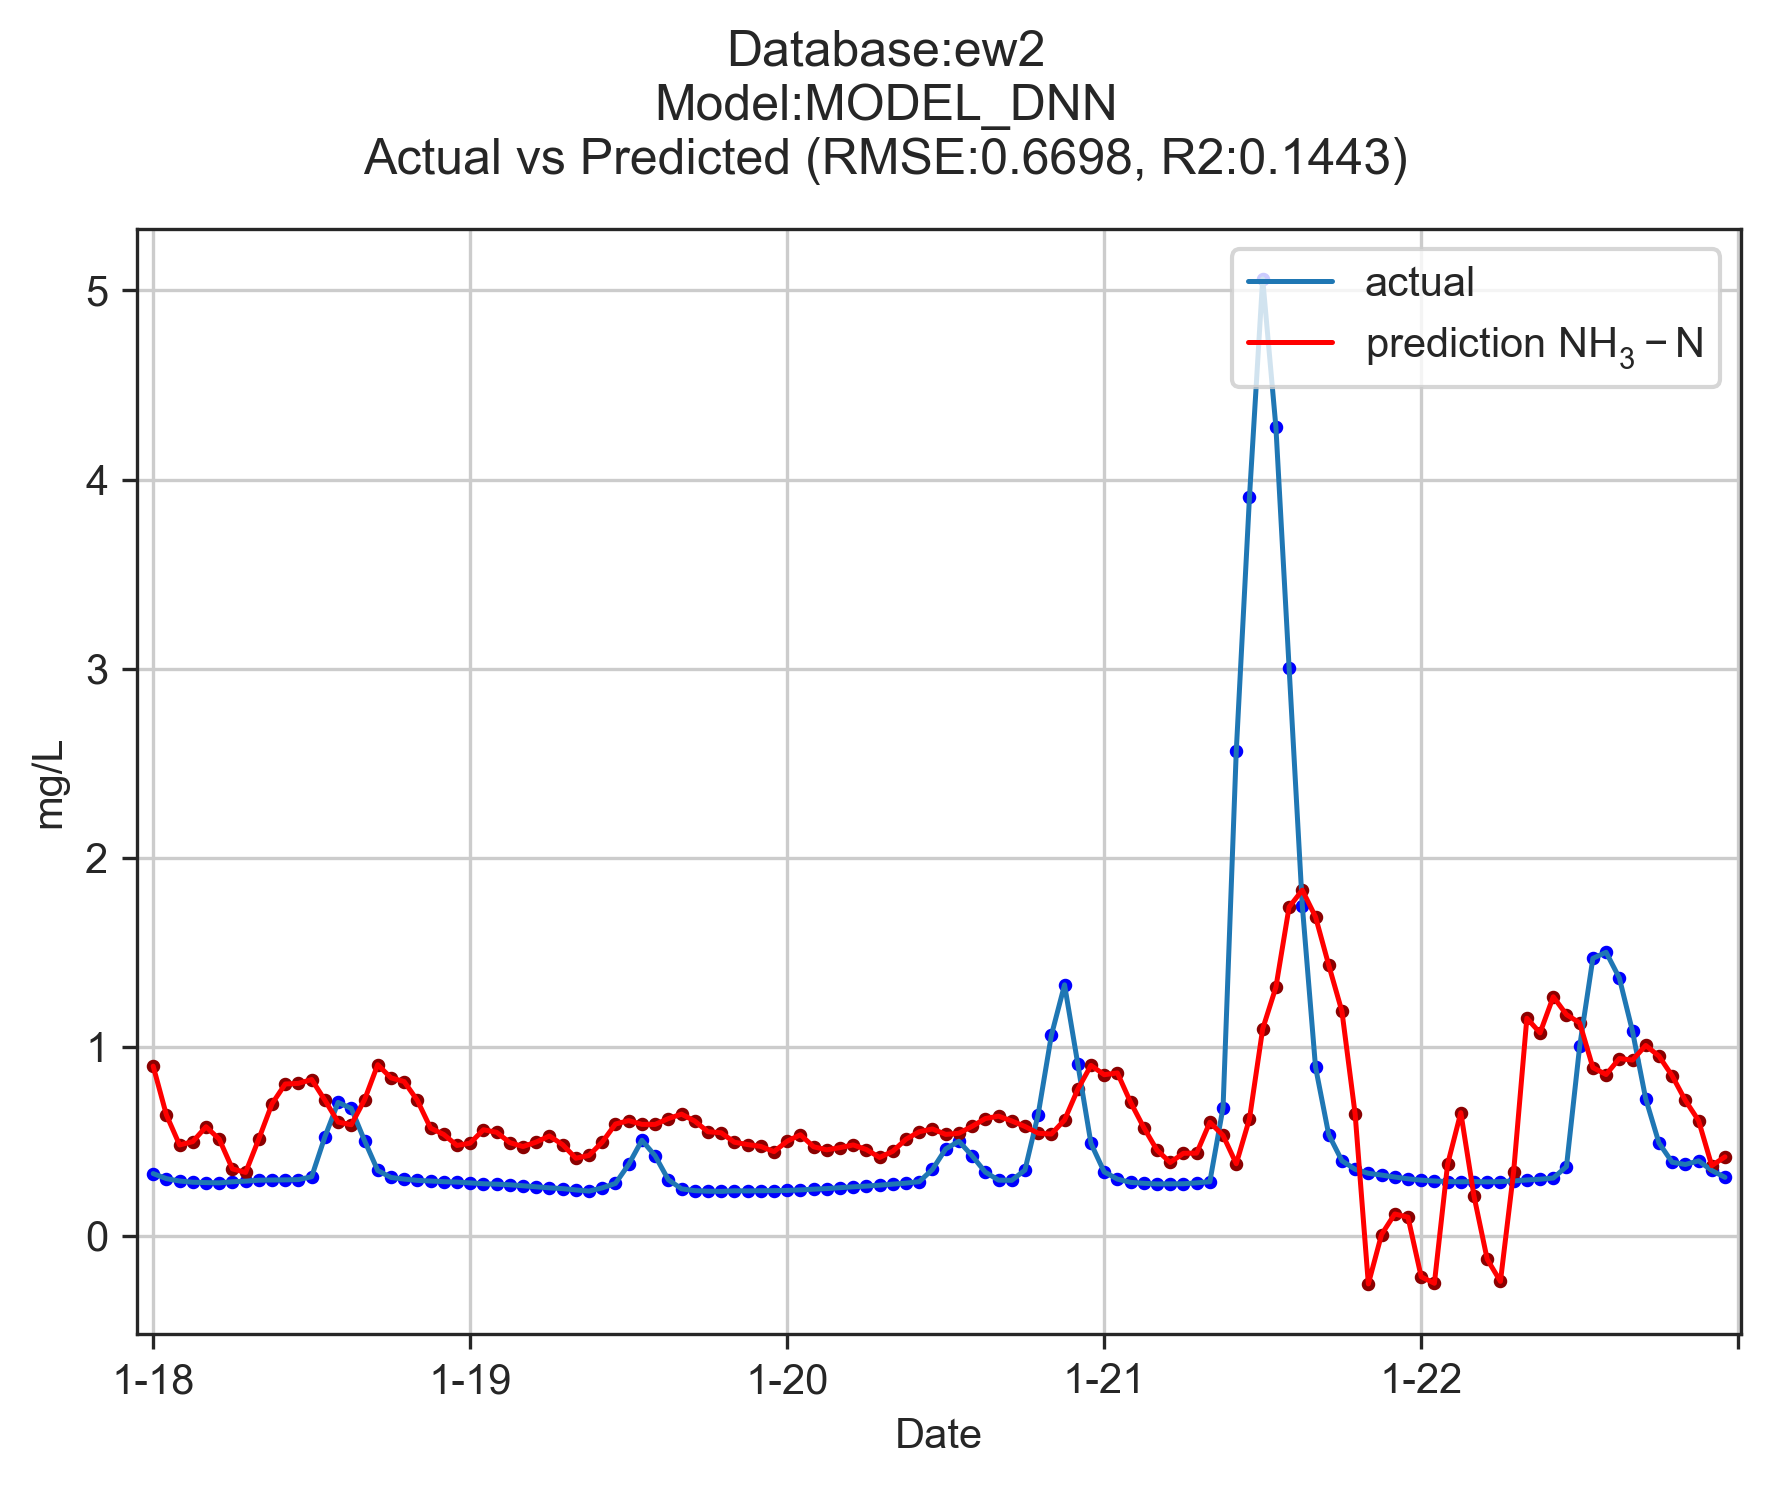 Database:ew2
Model:MODEL_DNN
Actual vs Predicted (RMSE:0.6698, R2:0.1443)
actual
prediction NH₃ − N
5
4
3
2
1
0
mg/L
1-18 1-19 1-20 1-21 1-22
Date